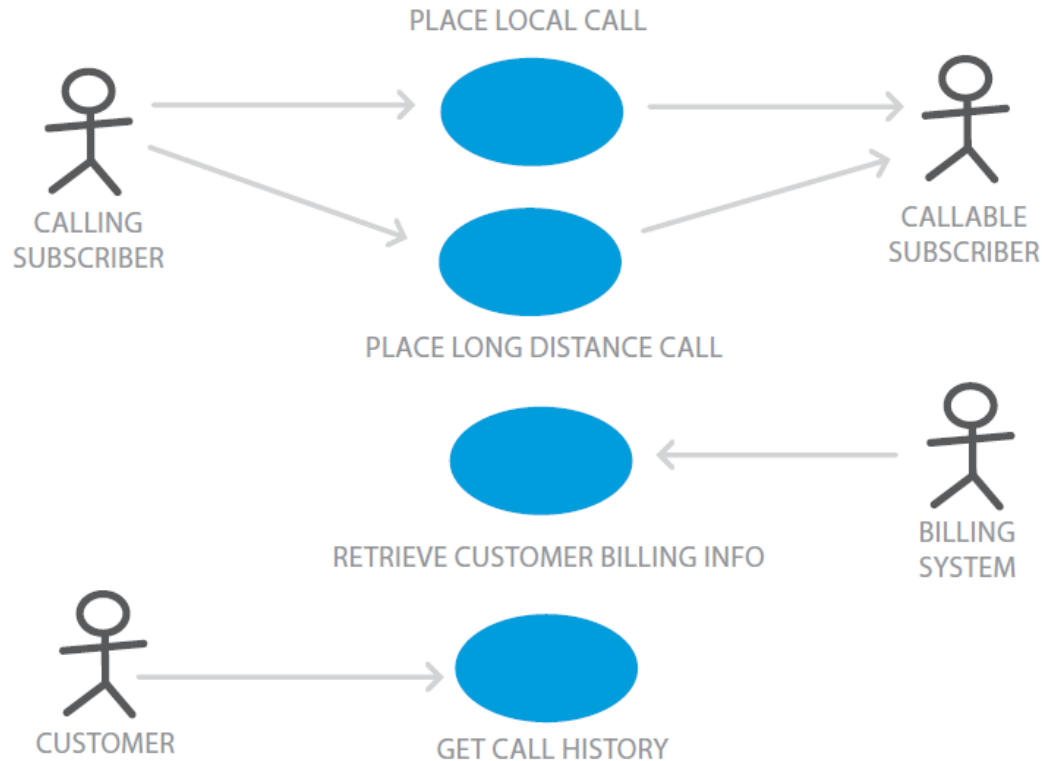 PLACE LOCAL CALL
CALLING
SUBSCRIBER
CALLABLE
SUBSCRIBER
PLACE LONG DISTANCE CALL
BILLING
SYSTEM
RETRIEVE CUSTOMER BILLING INFO
CUSTOMER
GET CALL HISTORY